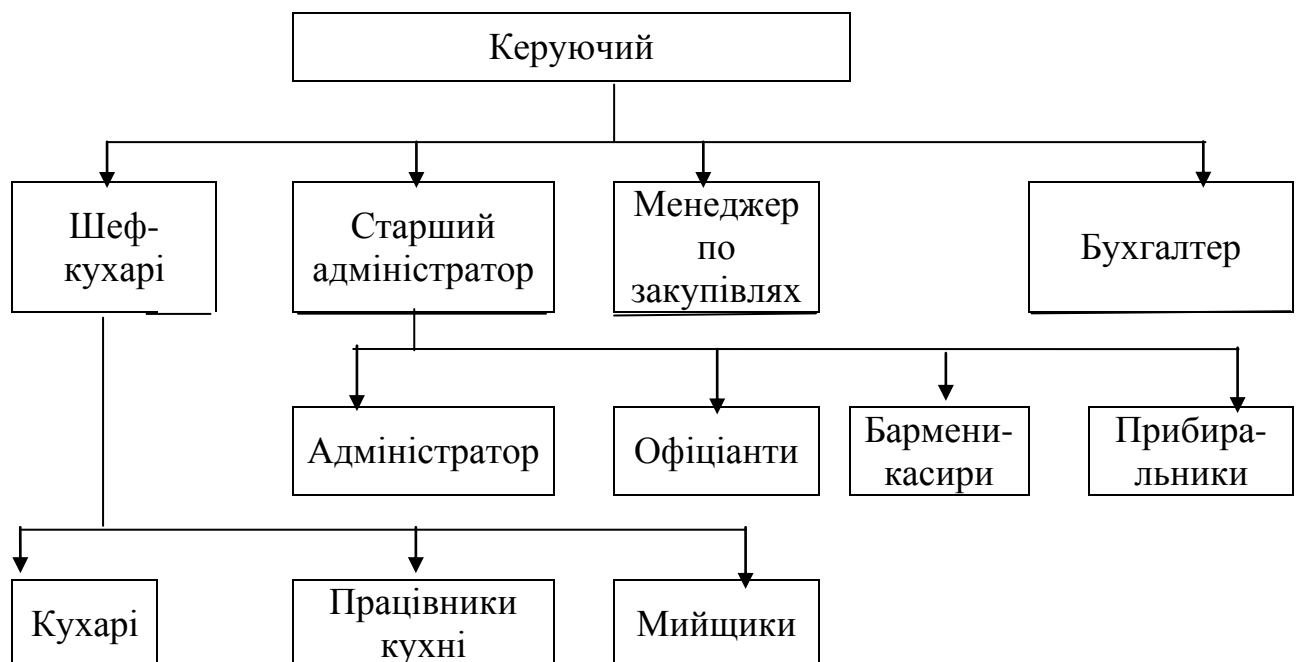 Керуючий
Шеф-
кухарі
Старший
адміністратор
Менеджер
по
закупівлях
Бухгалтер
Адміністратор
Офіціанти
Бармени-
касири
Прибира-
льники
Кухарі
Працівники
кухні
Мийщики